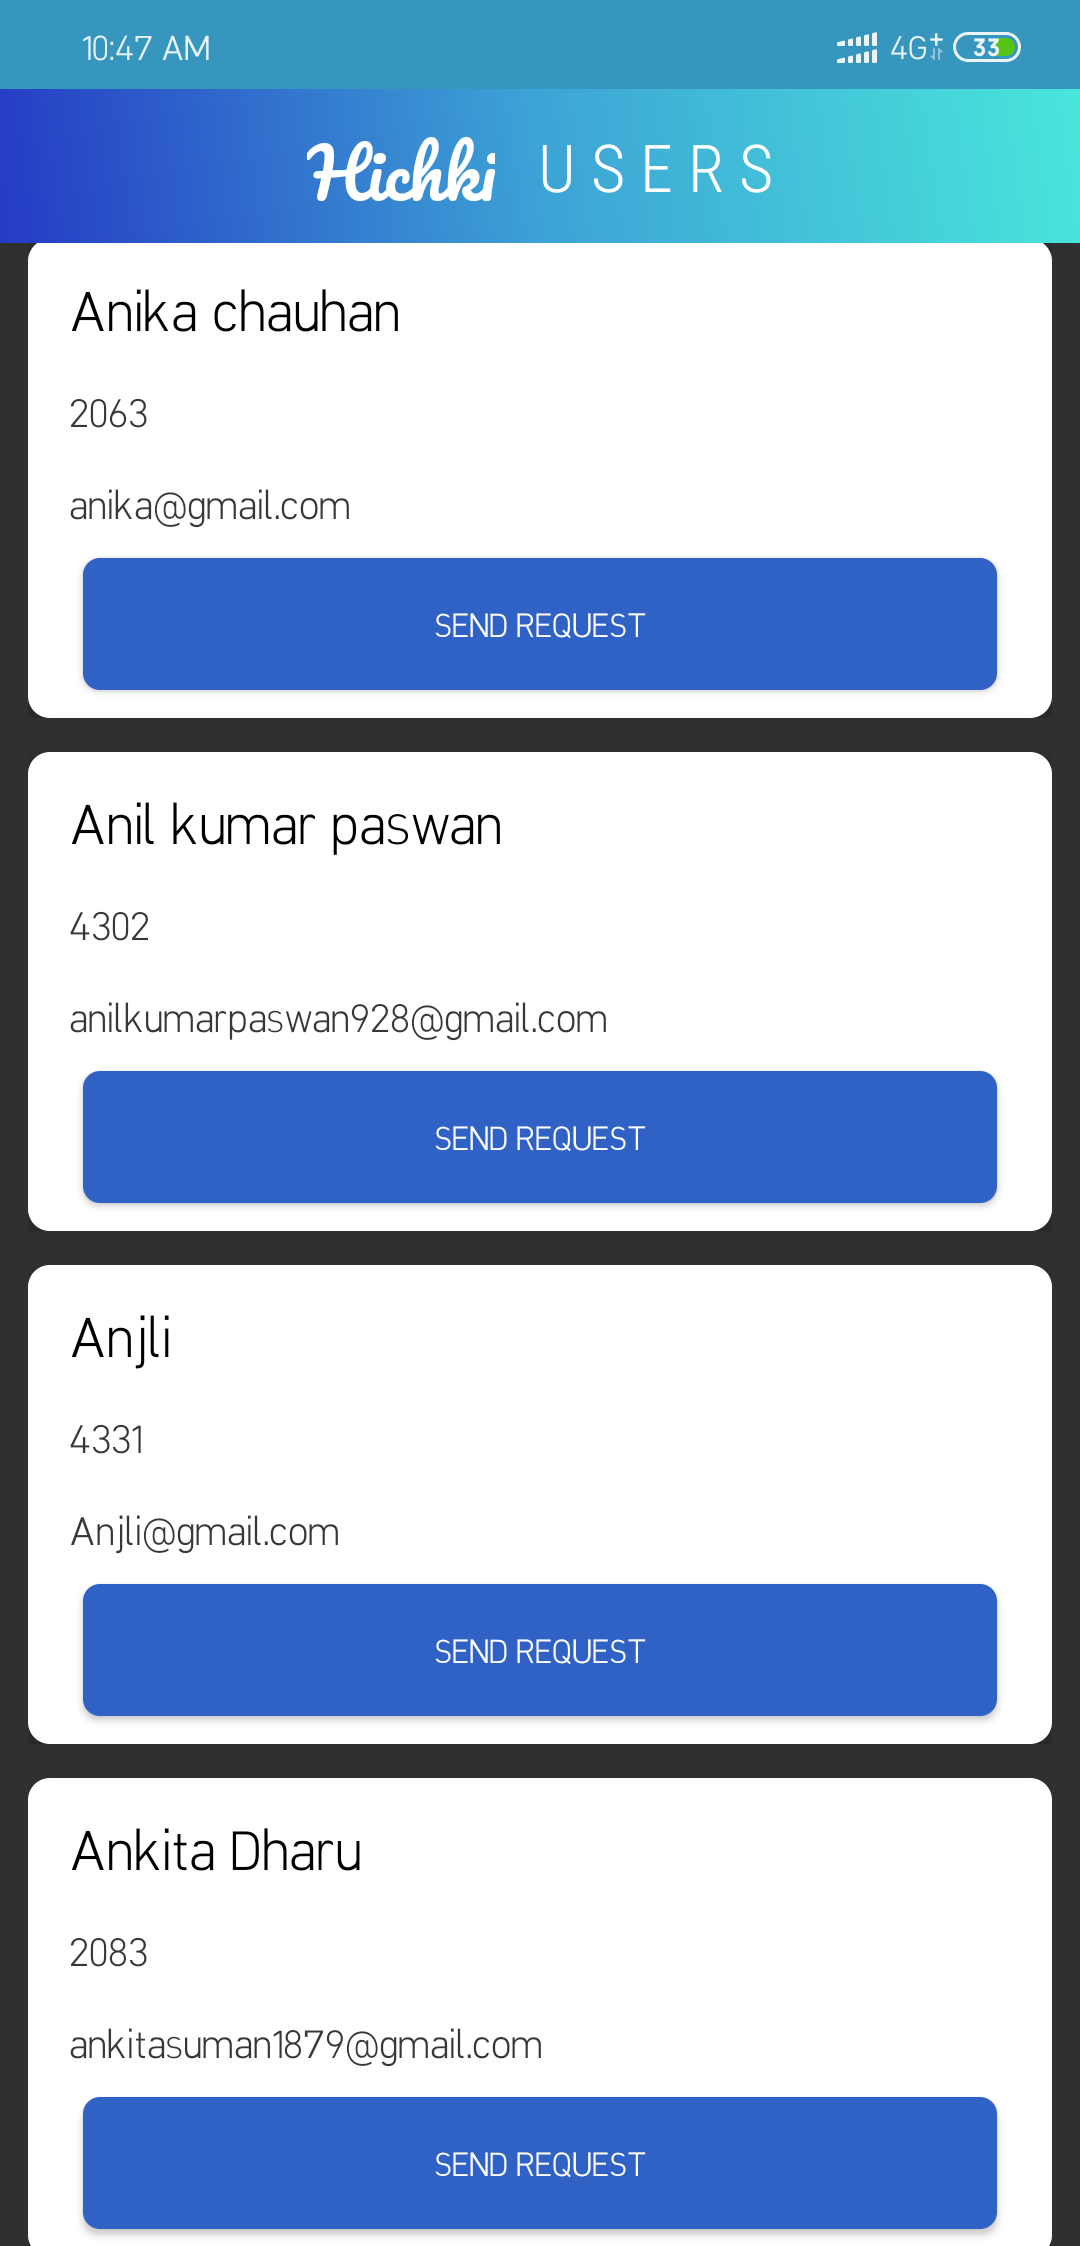 10:47 AM 4G+ 33
Hichki USERS
Anika chauhan
2063
anika@gmail.com
SEND REQUEST
Anil kumar paswan
4302
anilkumarpaswan928@gmail.com
SEND REQUEST
Anjli
4331
Anjli@gmail.com
SEND REQUEST
Ankita Dharu
2083
ankitasuman1879@gmail.com
SEND REQUEST